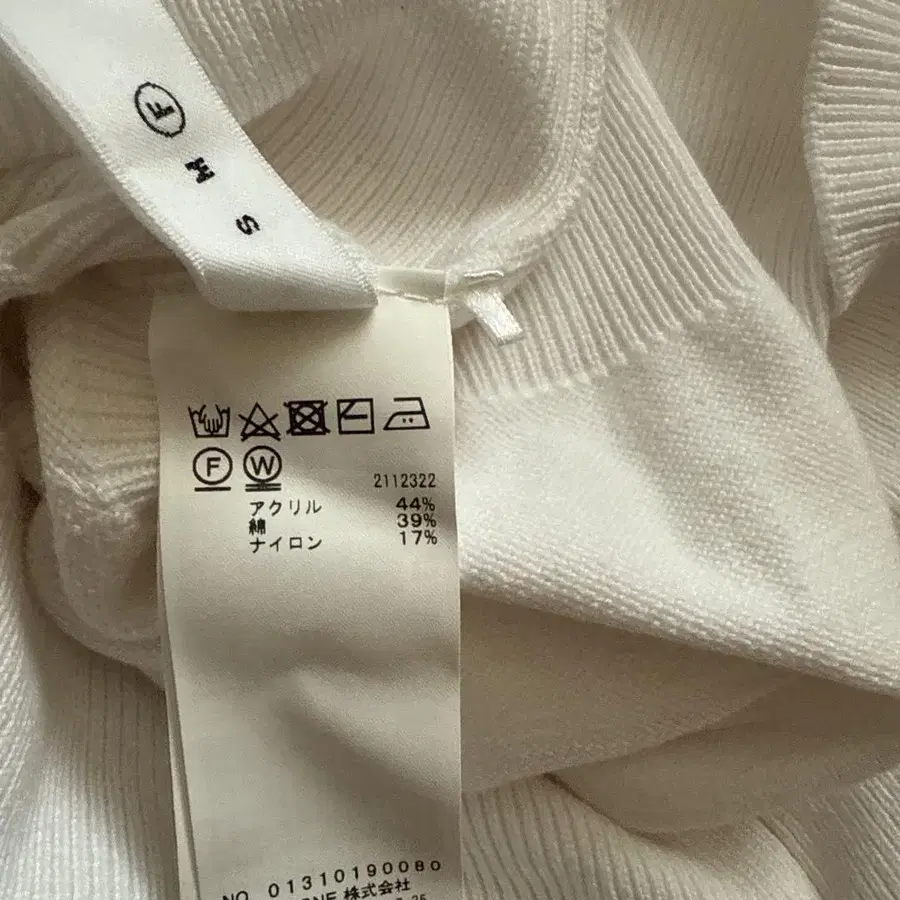 F
M
S
F W
2112322
アクリル 44%
綿 39%
ナイロン 17%
NO. 01310190080
ONE 株式会社